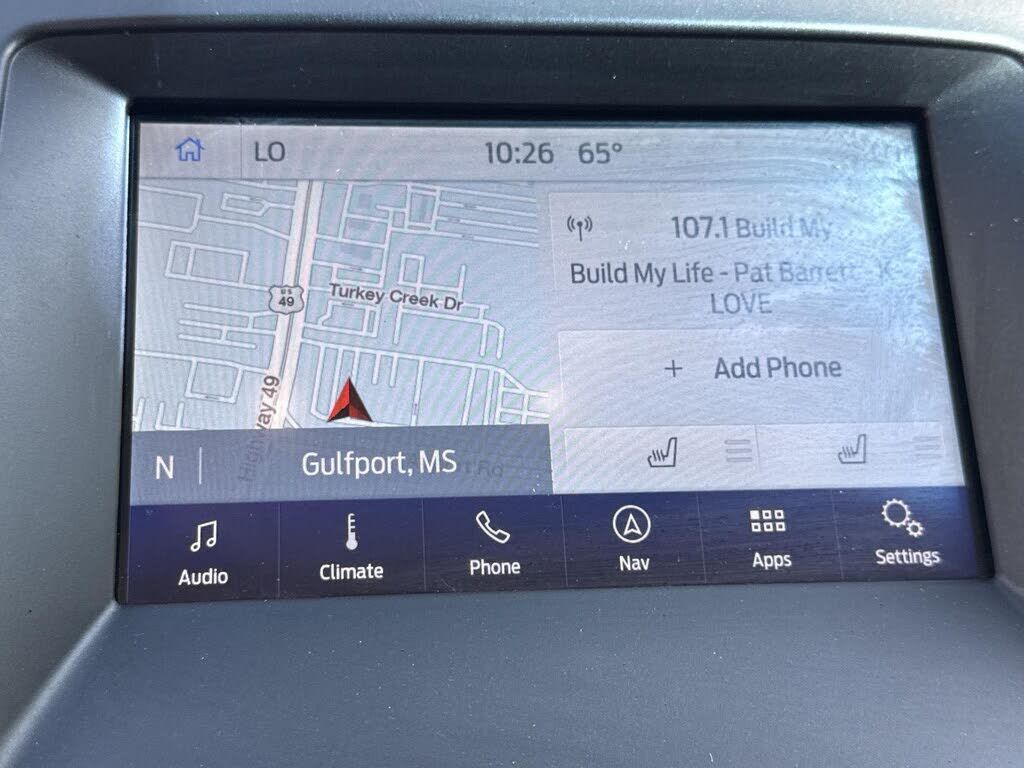 LO 10:26 65°
107.1 Build My
Build My Life - Pat Barrett - K-
LOVE
US
49
Turkey Creek Dr
Highway 49
+ Add Phone
N Gulfport, MS
Rd
Audio Climate Phone Nav Apps Settings